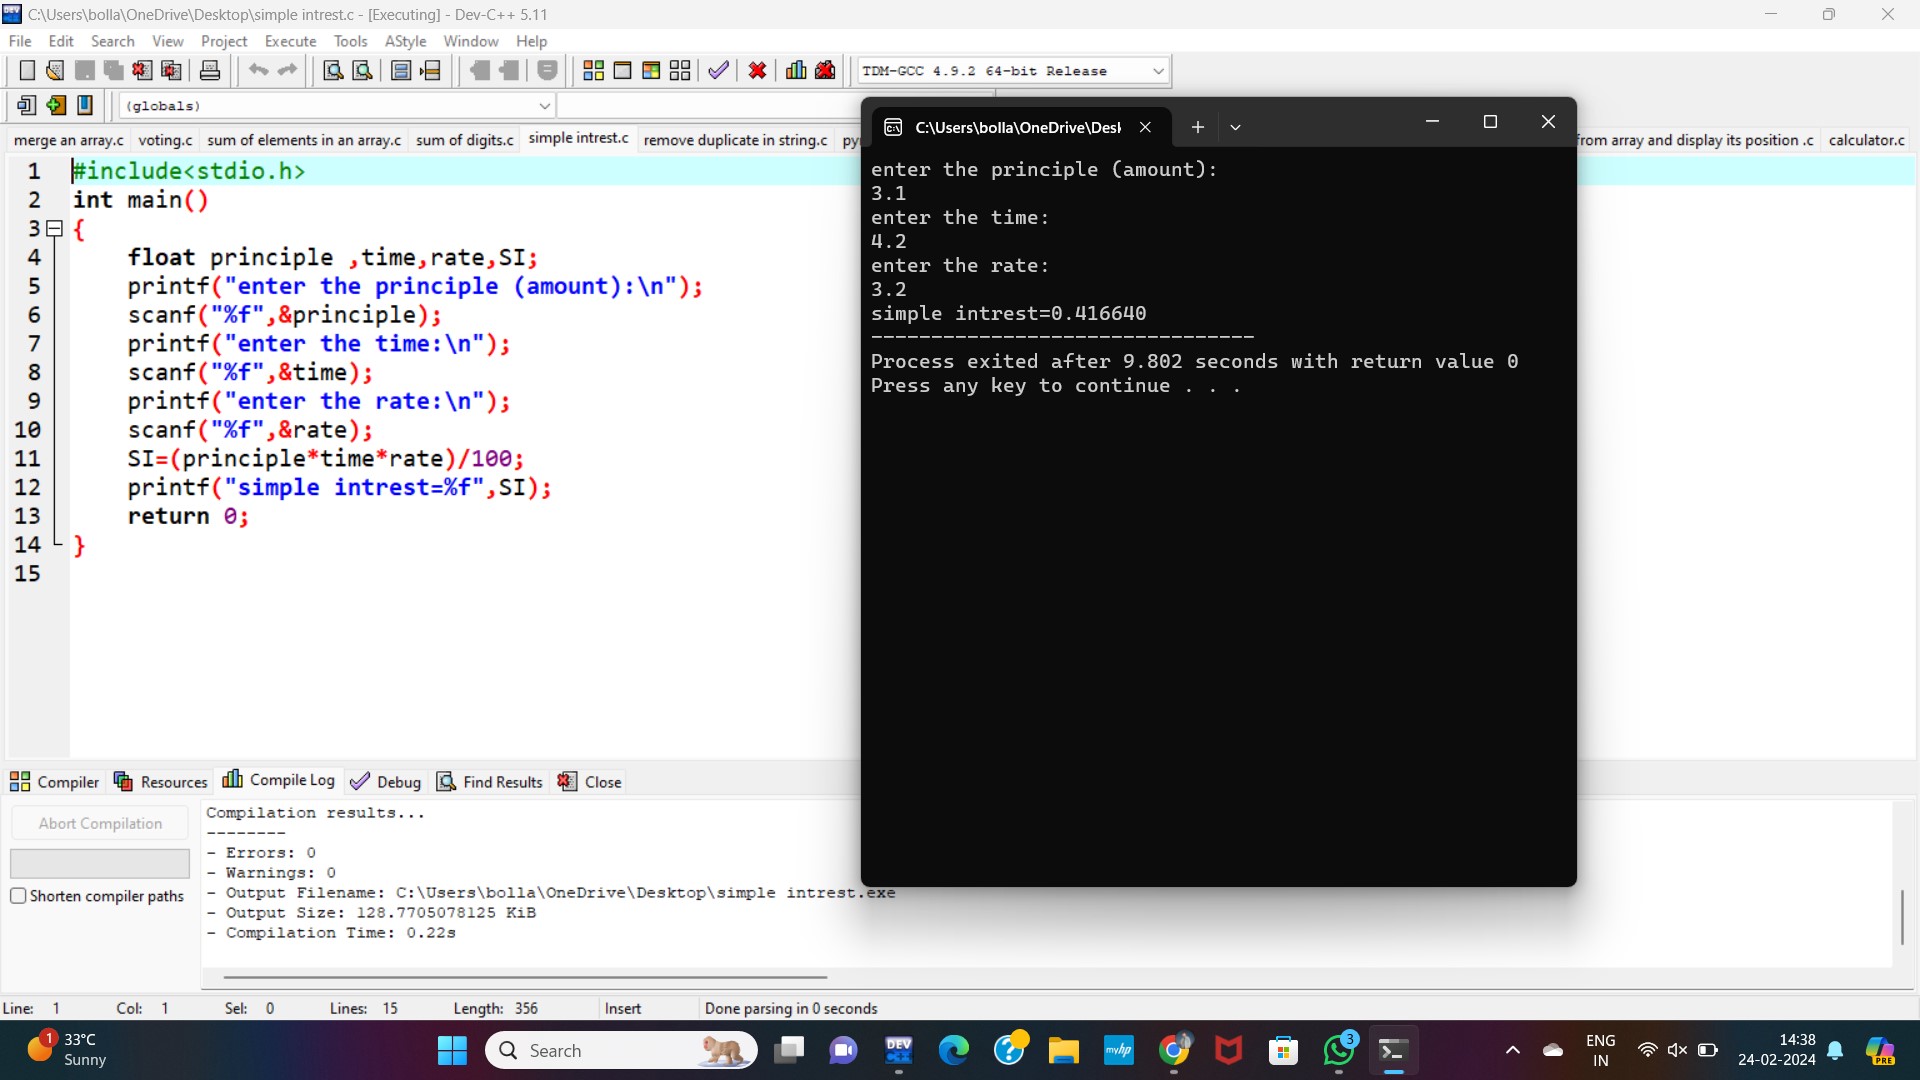 C:\Users\bolla\OneDrive\Desktop\simple intrest.c - [Executing] - Dev-C++ 5.11
File Edit Search View Project Execute Tools AStyle Window Help
TDM-GCC 4.9.2 64-bit Release
(globals)
merge an array.c voting.c sum of elements in an array.c sum of digits.c simple intrest.c remove duplicate in string.c py
from array and display its position .c calculator.c
1 #include<stdio.h>
2 int main()
3 {
4 float principle ,time,rate,SI;
5 printf("enter the principle (amount):\n");
6 scanf("%f",&principle);
7 printf("enter the time:\n");
8 scanf("%f",&time);
9 printf("enter the rate:\n");
10 scanf("%f",&rate);
11 SI=(principle*time*rate)/100;
12 printf("simple intrest=%f",SI);
13 return 0;
14 }
15
C:\Users\bolla\OneDrive\Desk
enter the principle (amount):
3.1
enter the time:
4.2
enter the rate:
3.2
simple intrest=0.416640
--------------------------------
Process exited after 9.802 seconds with return value 0
Press any key to continue . . .
Compiler Resources Compile Log Debug Find Results Close
Abort Compilation
Shorten compiler paths
Compilation results...
--------
- Errors: 0
- Warnings: 0
- Output Filename: C:\Users\bolla\OneDrive\Desktop\simple intrest.exe
- Output Size: 128.7705078125 KiB
- Compilation Time: 0.22s
Line: 1 Col: 1 Sel: 0 Lines: 15 Length: 356 Insert Done parsing in 0 seconds
1
33°C
Sunny
Search
DEV
C++
myhp
3
ENG
IN
14:38
24-02-2024
PRE